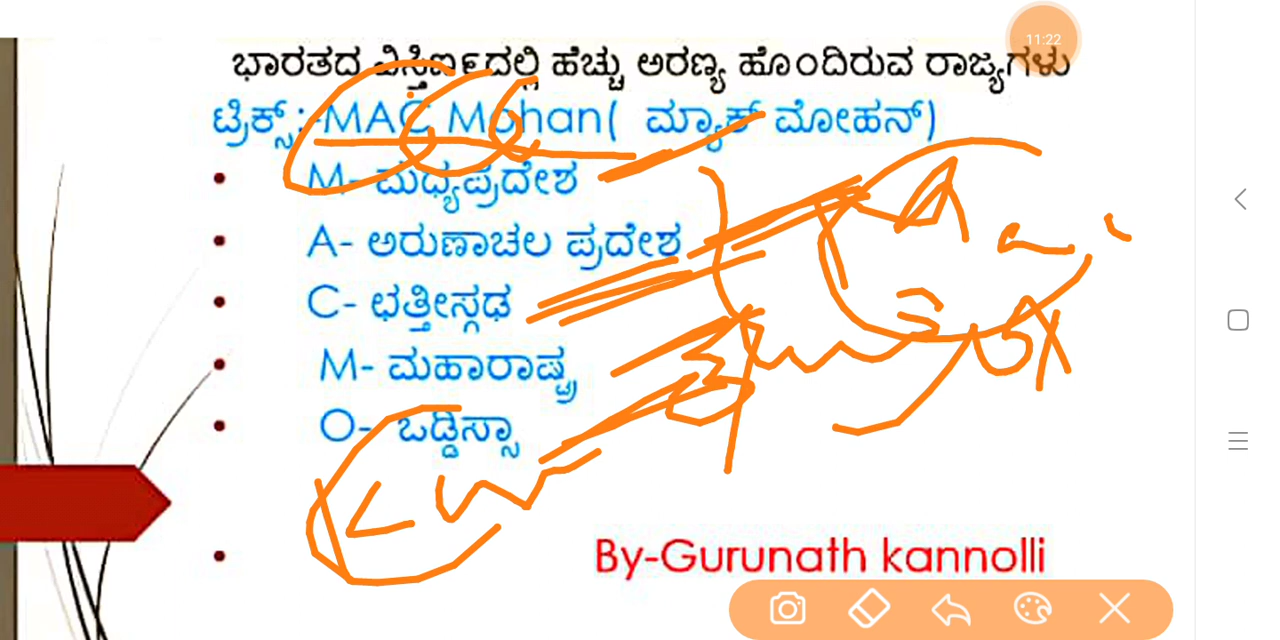 11:22
ಭಾರತದ ವಿಸ್ತಿರ್ಣದಲ್ಲಿ ಹೆಚ್ಚು ಅರಣ್ಯ ಹೊಂದಿರುವ ರಾಜ್ಯಗಳು
ಟ್ರಿಕ್ಸ್:-MAC Mohan( ಮ್ಯಾಕ್ ಮೋಹನ್)
M- ಮಧ್ಯಪ್ರದೇಶ
A- ಅರುಣಾಚಲ ಪ್ರದೇಶ
C- ಛತ್ತೀಸ್ಗಢ
M- ಮಹಾರಾಷ್ಟ್ರ
O- ಒಡ್ಡಿಸ್ಸಾ
By-Gurunath kannolli